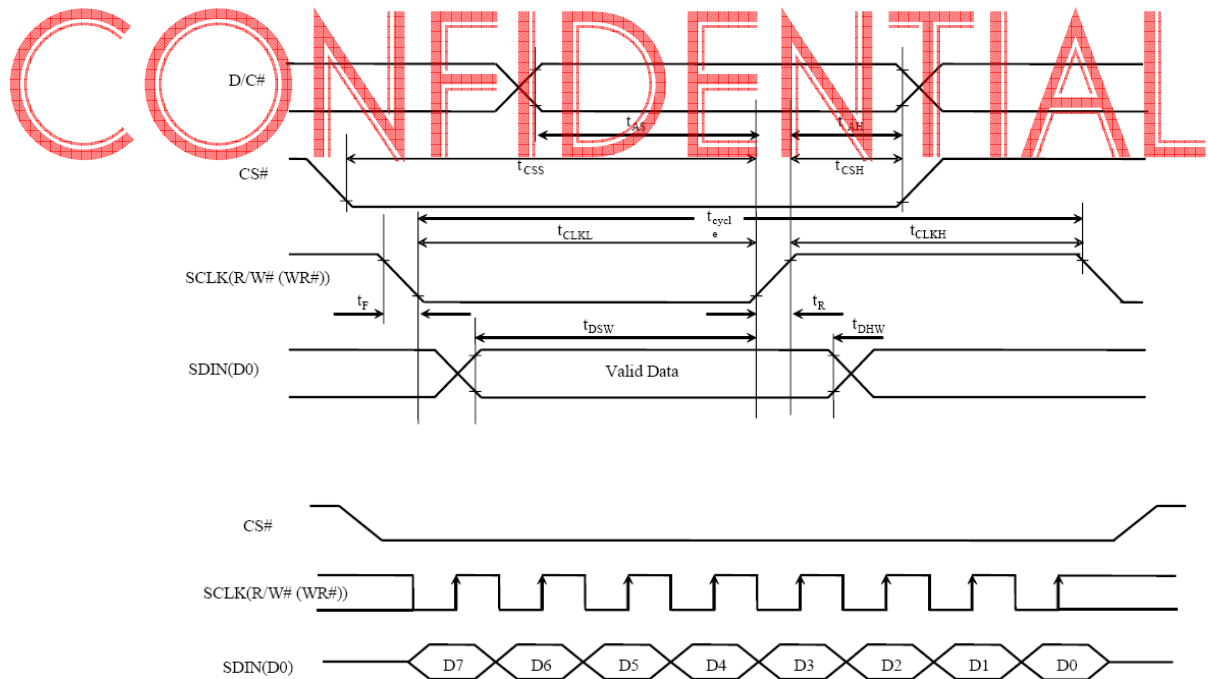 CONFIDENTIAL
D/C#
tAS
tAH
CS#
tCSS
tCSH
tcycl
e
tCLKL
tCLKH
SCLK(R/W# (WR#))
tF
tR
tDSW
tDHW
SDIN(D0)
Valid Data
CS#
SCLK(R/W# (WR#))
SDIN(D0)
D7 D6 D5 D4 D3 D2 D1 D0